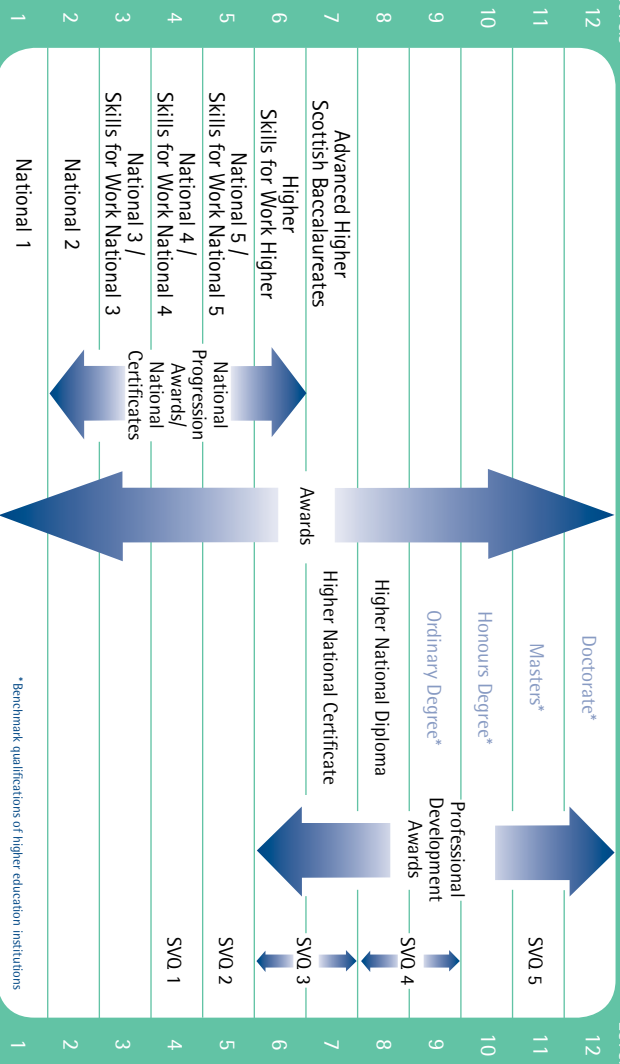 12
11
10
9
8
7
6
5
4
3
2
1
Advanced Higher
Scottish Baccalaureates
Higher
Skills for Work Higher
National 5 /
Skills for Work National 5
National 4 /
Skills for Work National 4
National 3 /
Skills for Work National 3
National 2
National 1
National
Progression
Awards/
National
Certificates
Awards
Doctorate*
Masters*
Honours Degree*
Ordinary Degree*
Higher National Diploma
Higher National Certificate
Professional
Development
Awards
SVQ 5
SVQ 4
SVQ 3
SVQ 2
SVQ 1
*Benchmark qualifications of higher education institutions
12
11
10
9
8
7
6
5
4
3
2
1